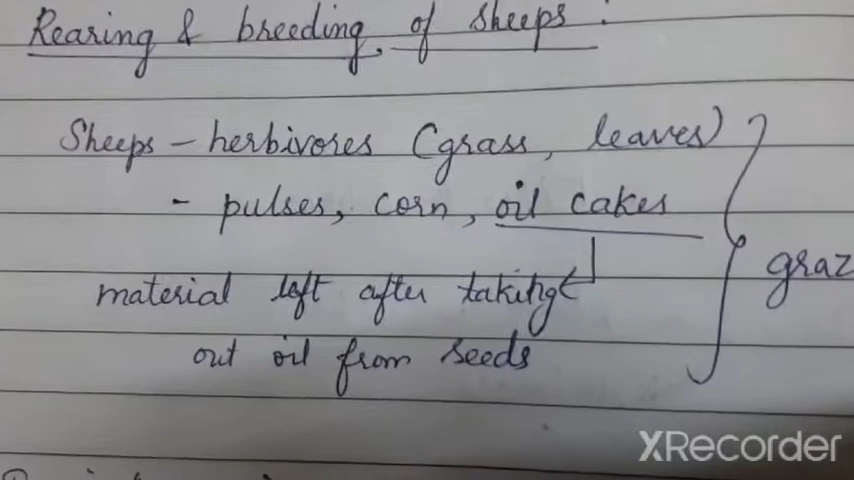 Rearing & breeding of sheeps :
Sheeps – herbivores (grass, leaves)
- pulses, corn, oil cakes
graz
material left after taking
out oil from seeds
XRecorder